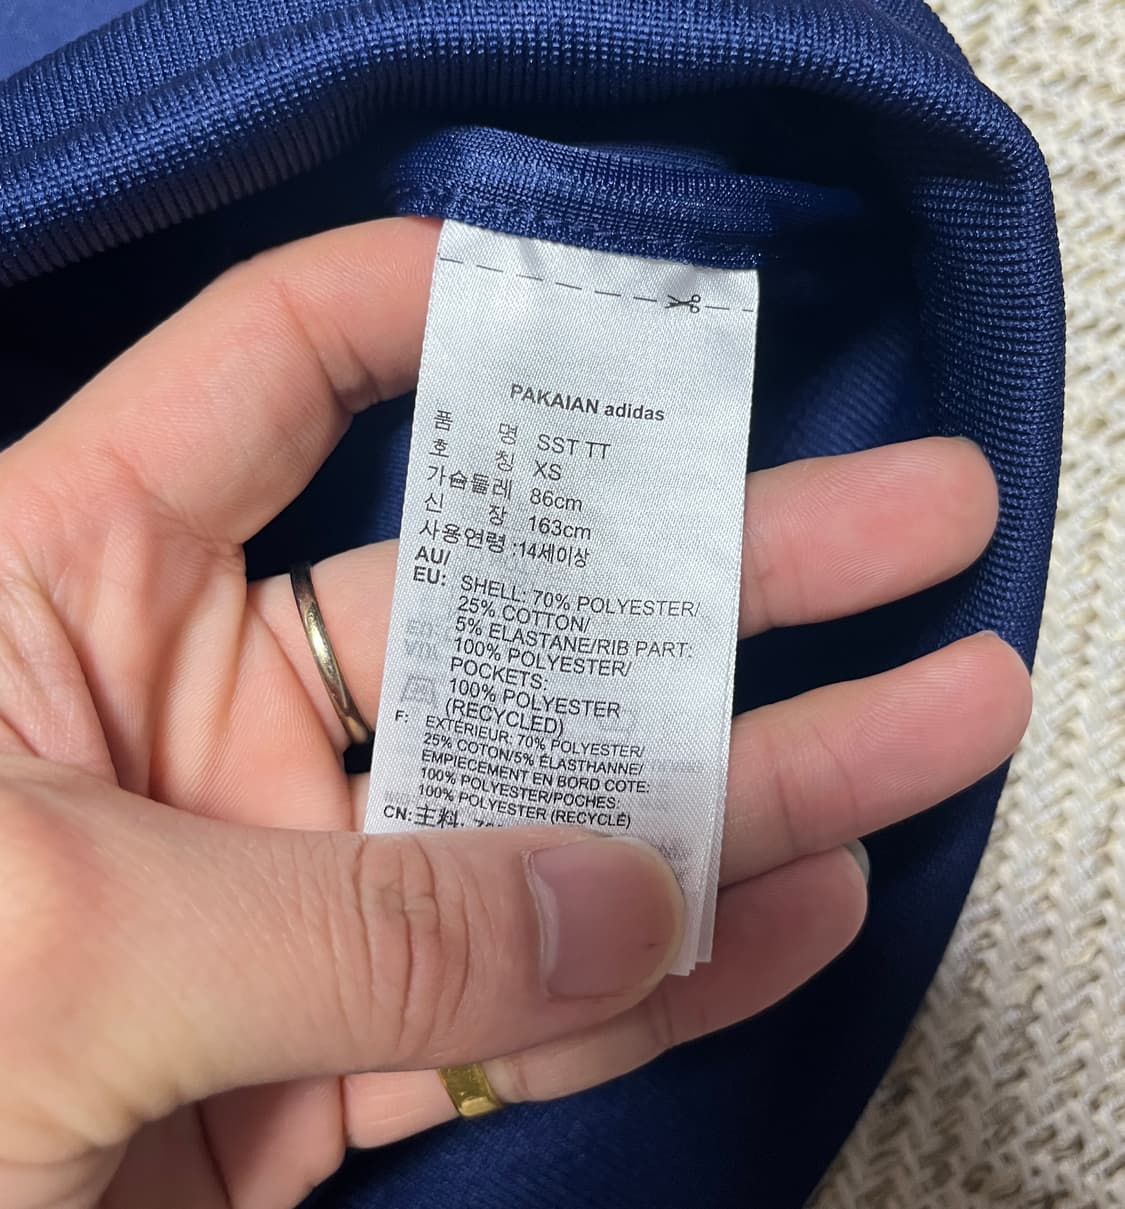 PAKAIAN adidas
품 명 SST TT
호 칭 XS
가슴둘레 86cm
신 장 163cm
사용연령 :14세이상
AU/
EU: SHELL: 70% POLYESTER/
25% COTTON/
5% ELASTANE/RIB PART:
100% POLYESTER/
POCKETS:
100% POLYESTER
(RECYCLED)
F: EXTÉRIEUR: 70% POLYESTER/
25% COTON/5% ÉLASTHANNE/
EMPIECEMENT EN BORD COTE:
100% POLYESTER/POCHES:
100% POLYESTER (RECYCLÉ)
CN:主料: